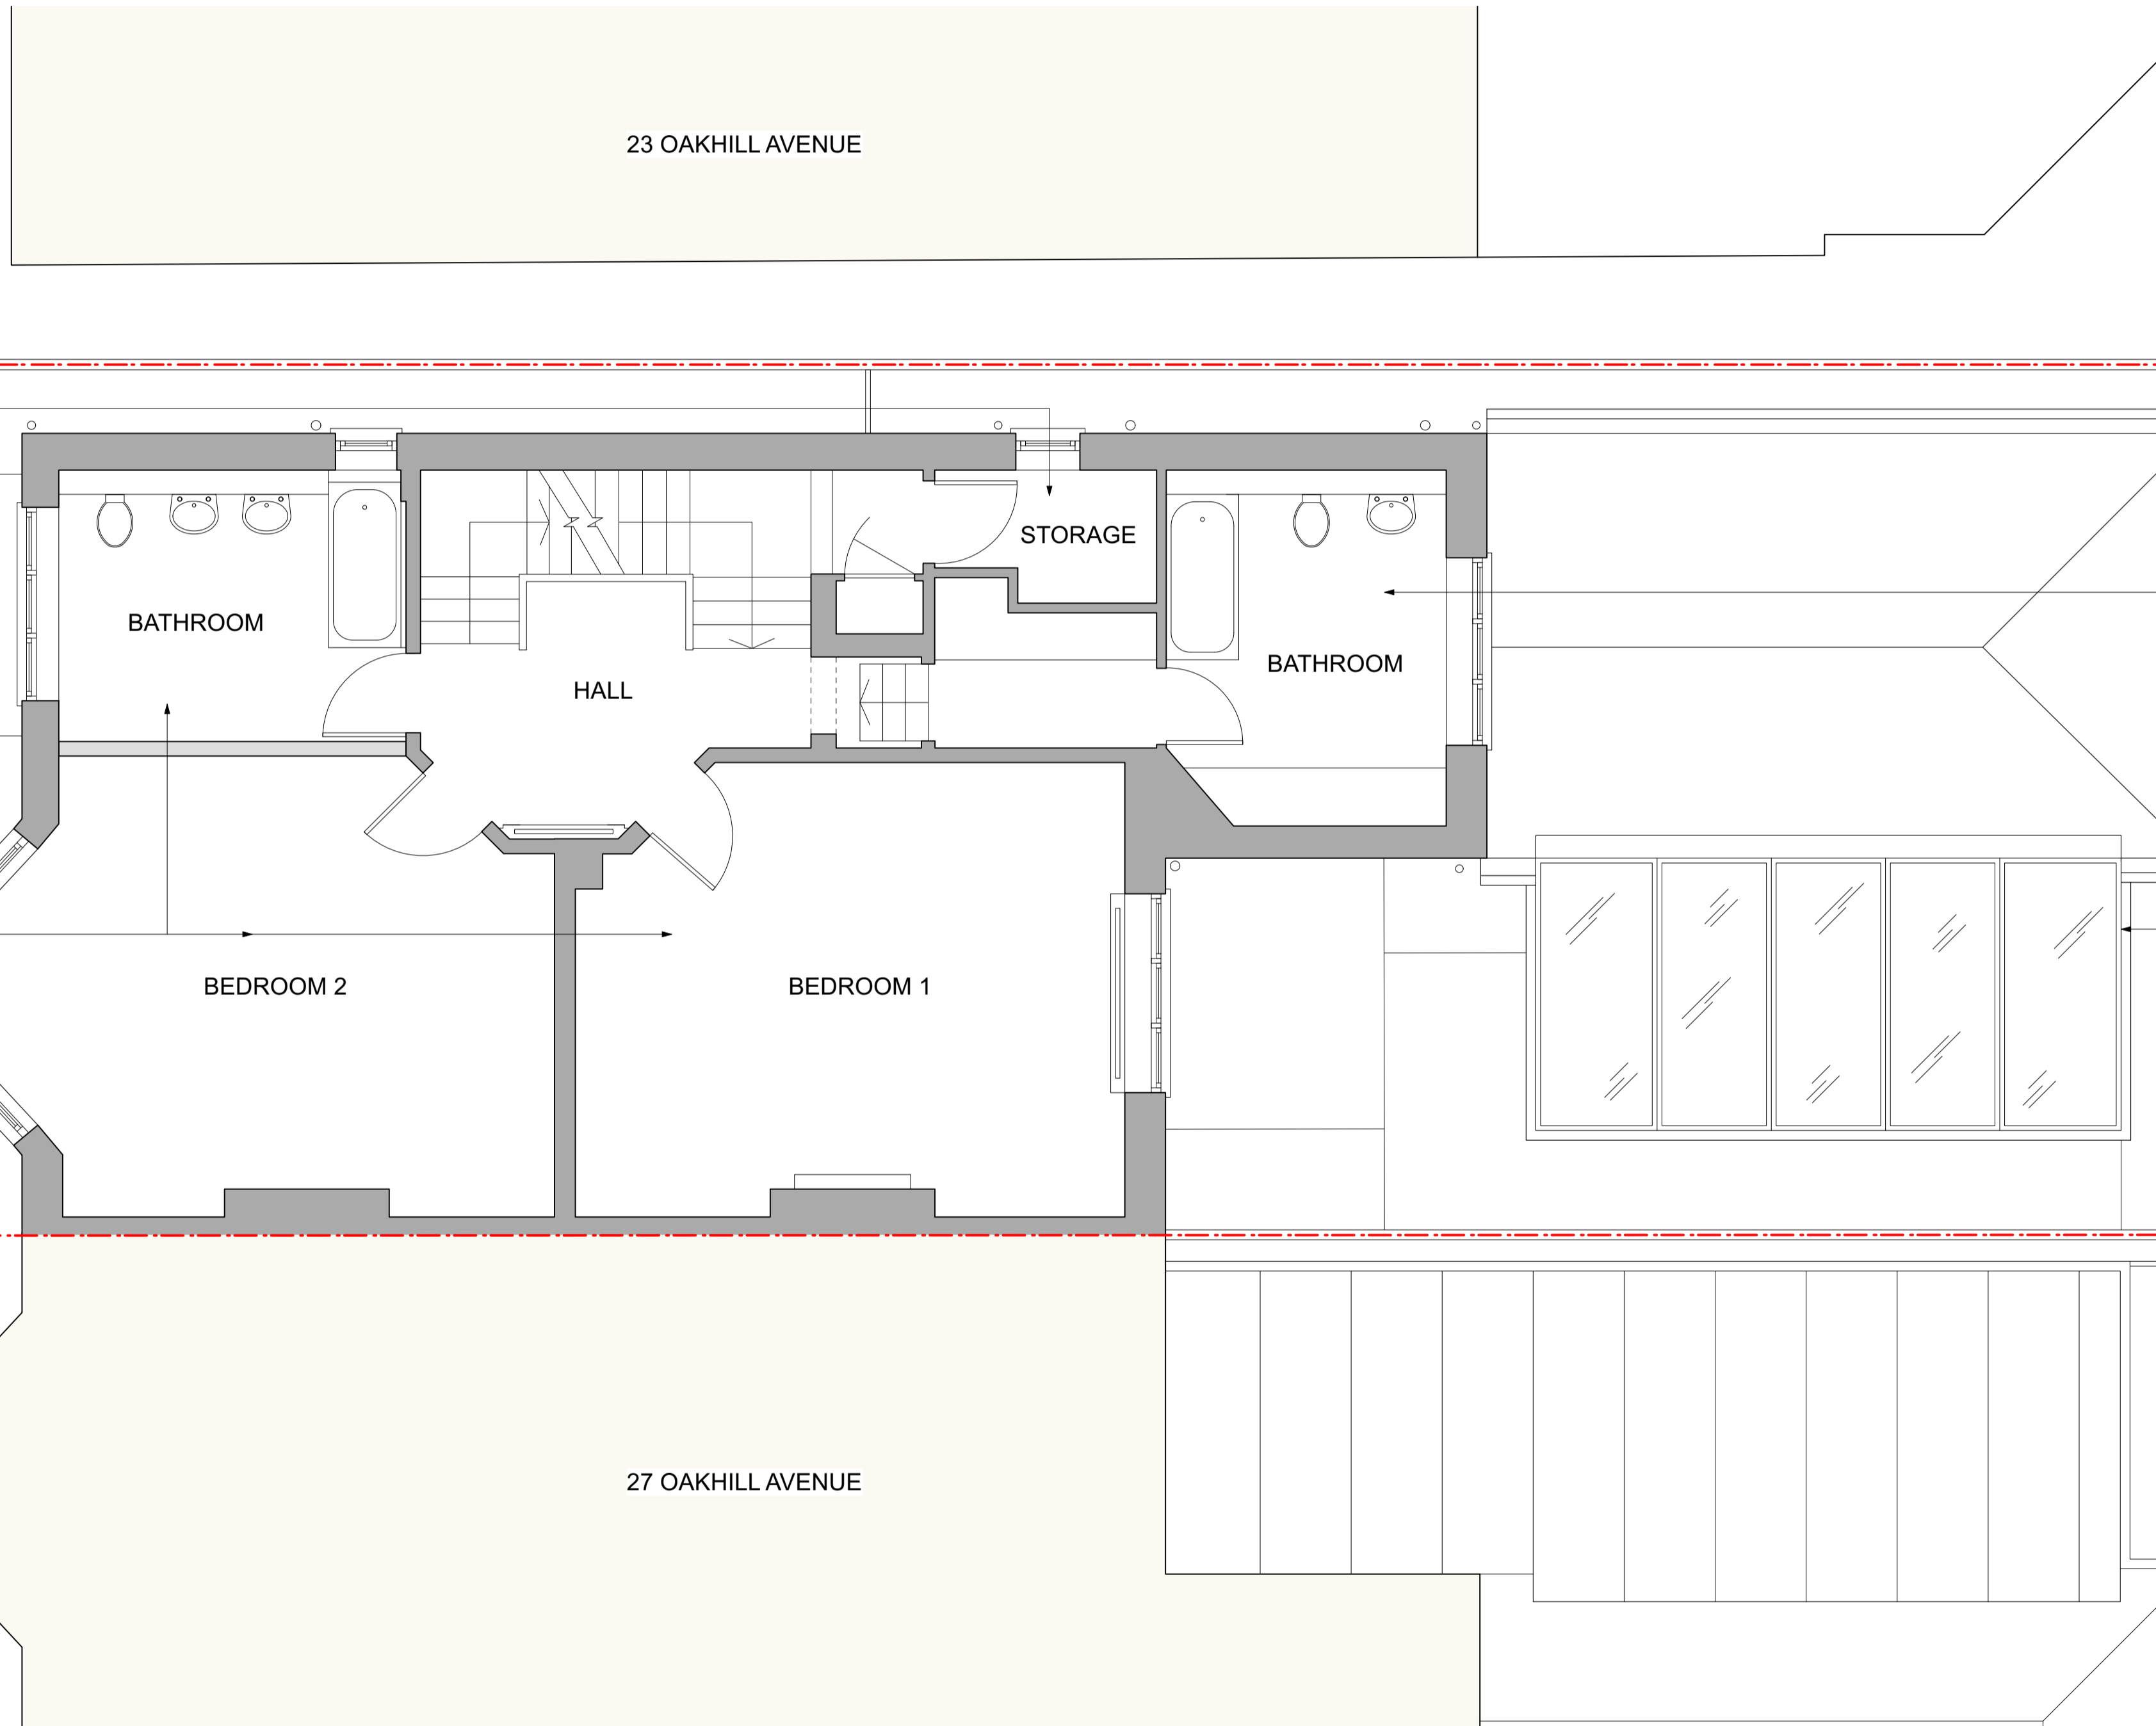 23 OAKHILL AVENUE
STORAGE
BATHROOM
BATHROOM
HALL
BEDROOM 2
BEDROOM 1
27 OAKHILL AVENUE